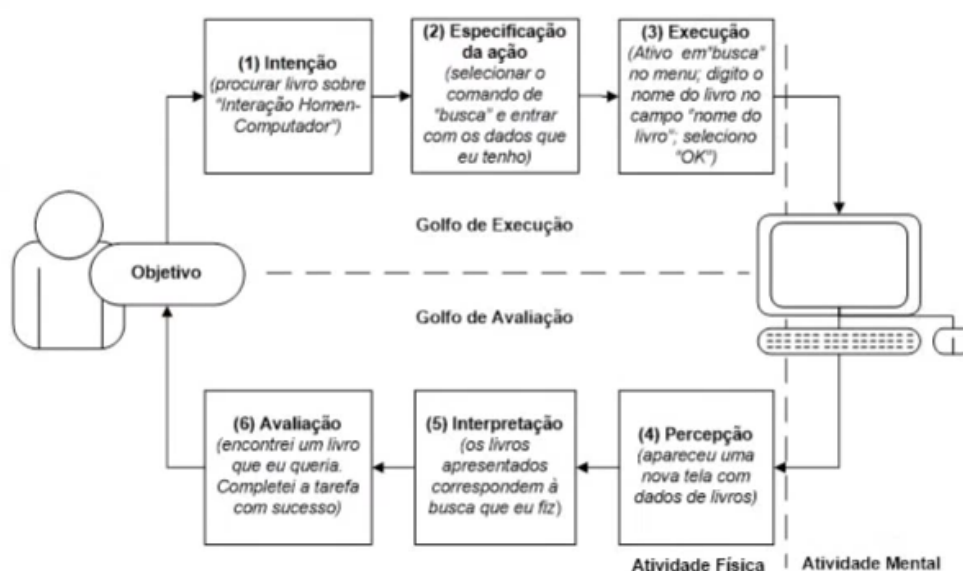 (1) Intenção
(procurar livro sobre
"Interação Homen-
Computador")
(2) Especificação
da ação
(selecionar o
comando de
"busca" e entrar
com os dados que
eu tenho)
(3) Execução
(Ativo em"busca"
no menu; digito o
nome do livro no
campo "nome do
livro"; seleciono
"OK")
Golfo de Execução
Objetivo
Golfo de Avaliação
(6) Avaliação
(encontrei um livro
que eu queria.
Completei a tarefa
com sucesso)
(5) Interpretação
(os livros
apresentados
correspondem à
busca que eu fiz)
(4) Percepção
(apareceu uma
nova tela com
dados de livros)
Atividade Física
Atividade Mental